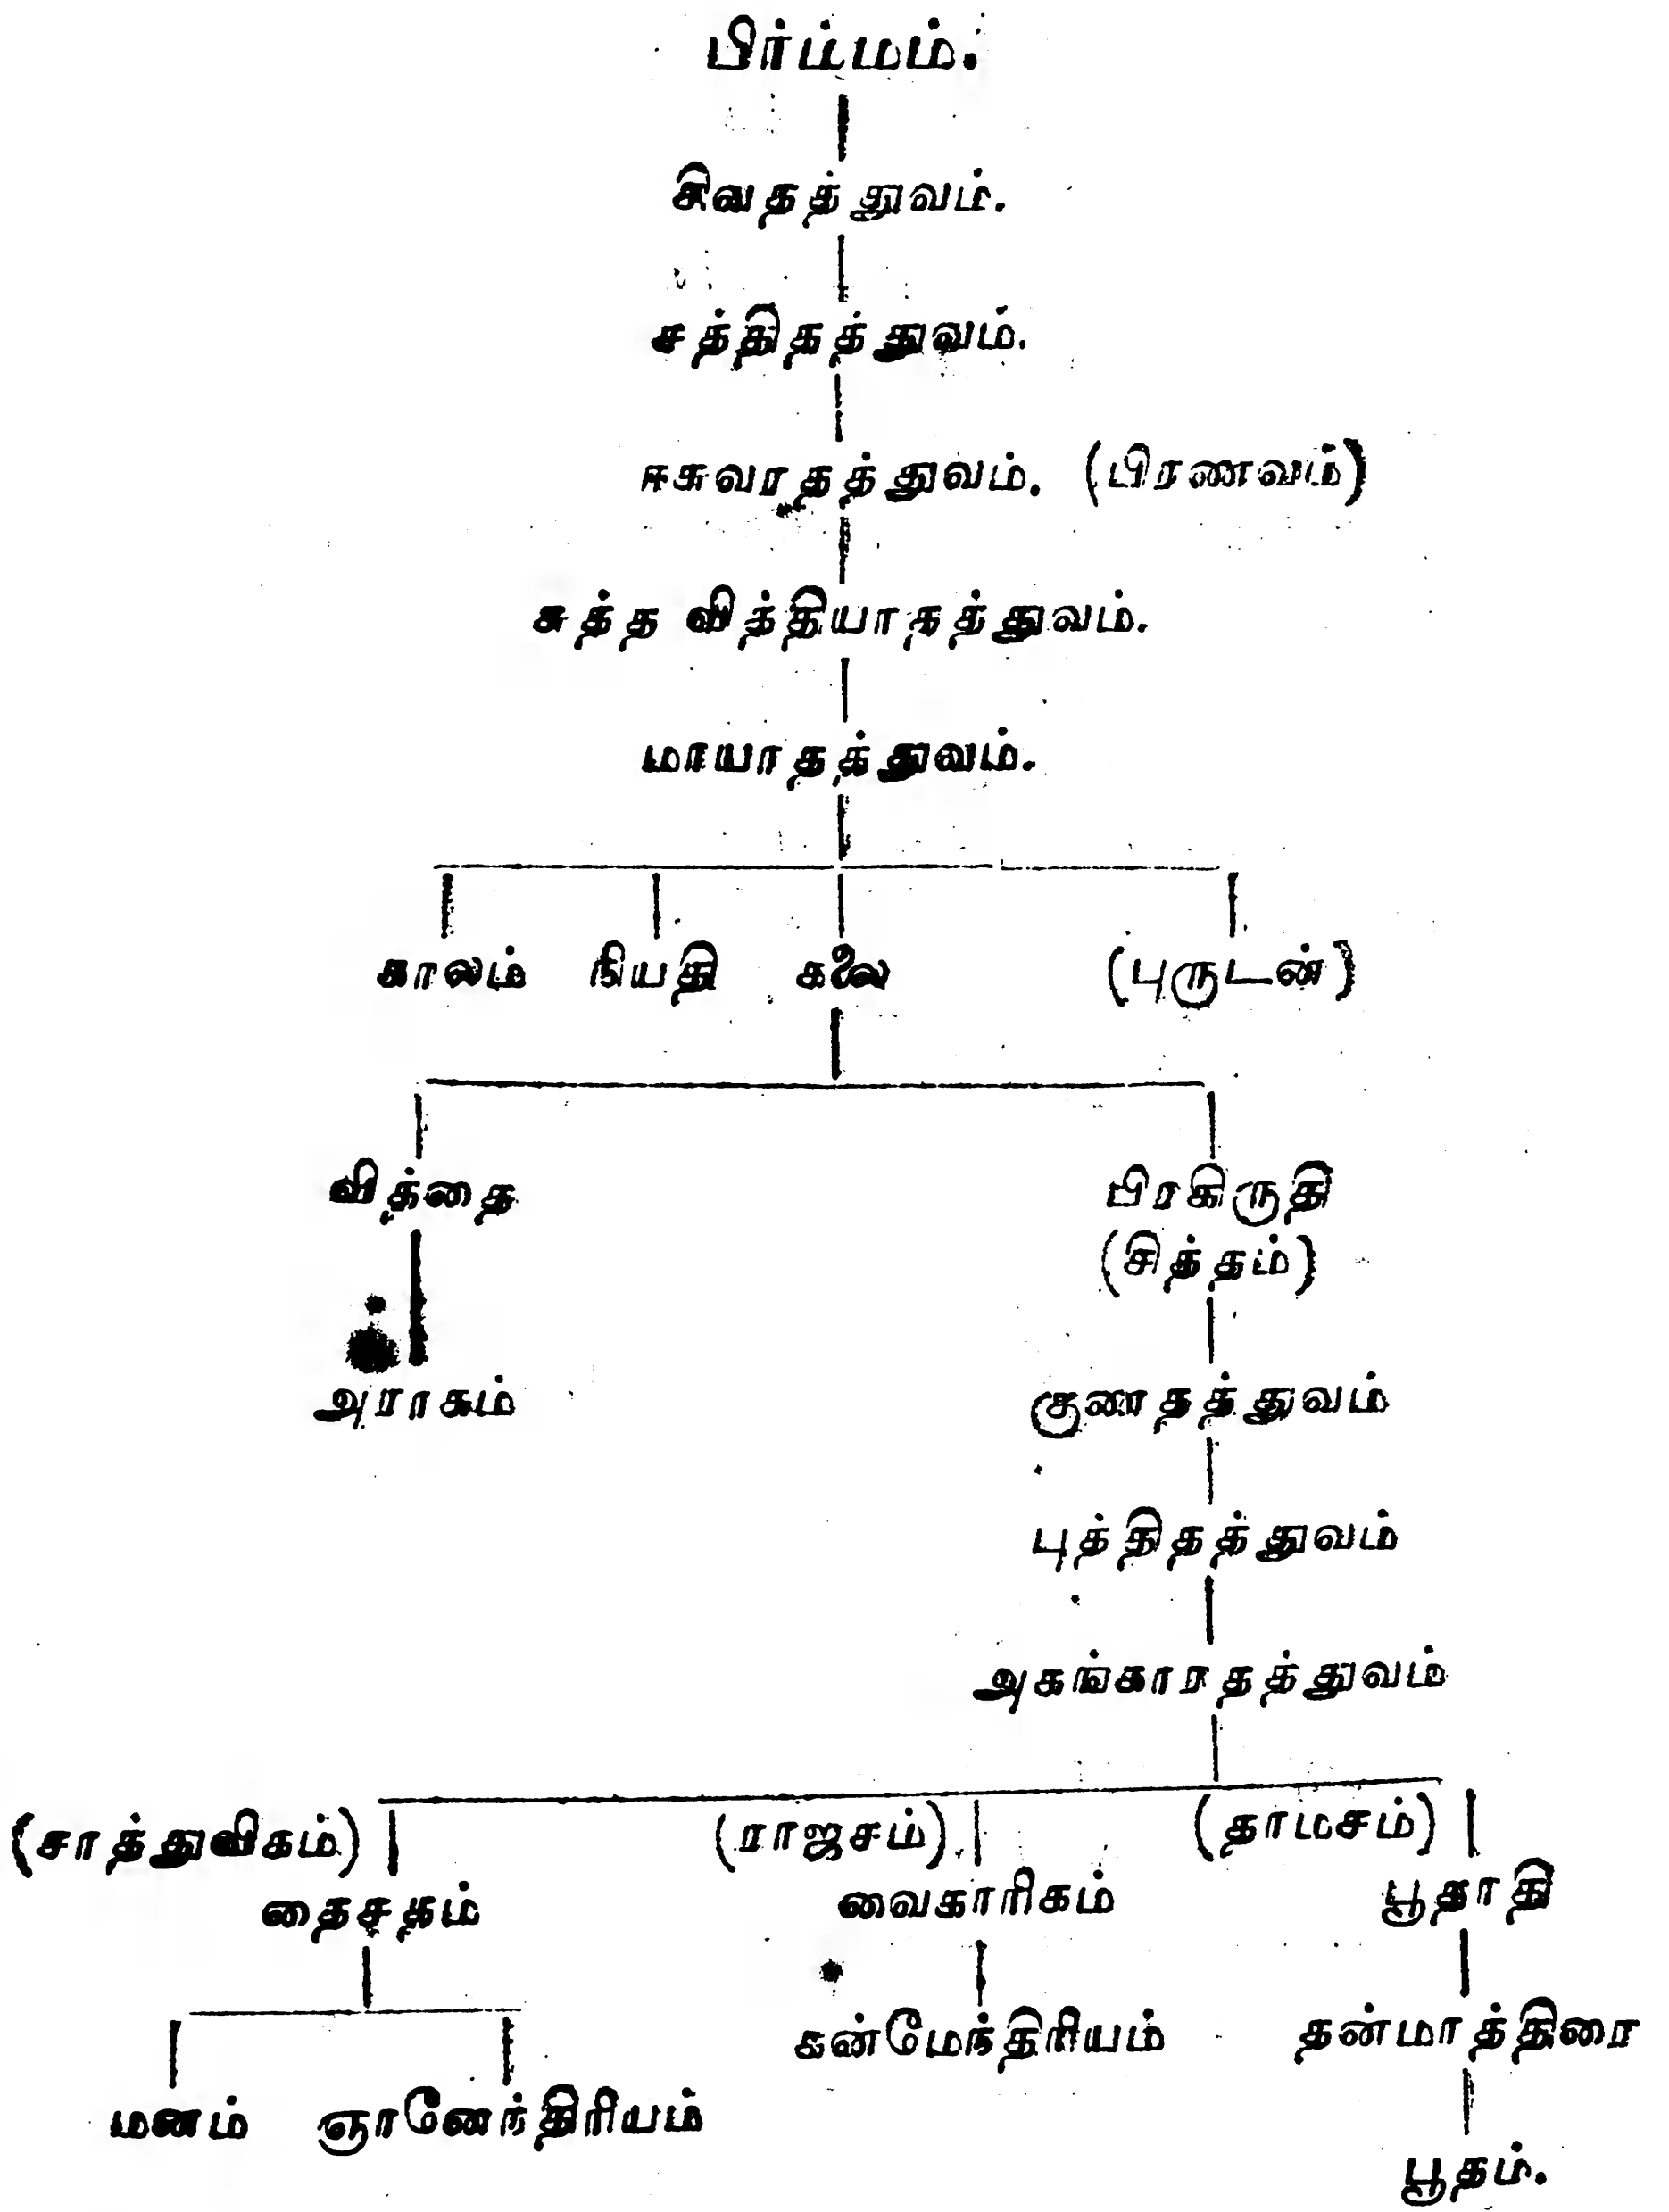 பிர்ம்மம்.
சிவதத்துவம்.
சத்திதத்துவம்.
ஈசுவரதத்துவம். (பிரணவம்)
சுத்த வித்தியாதத்துவம்.
மாயாதத்துவம்.
காலம் நியதி கலை (புருடன்)
வித்தை பிரகிருதி
(சித்தம்)
அராகம் குணதத்துவம்
புத்திதத்துவம்
அகங்காரதத்துவம்
(சாத்துவிகம்) (ராஜசம்) (தாமசம்)
தைசதம் வைகாரிகம் பூதாதி
கன்மேந்திரியம் தன்மாத்திரை
மனம் ஞானேந்திரியம்
பூதம்.